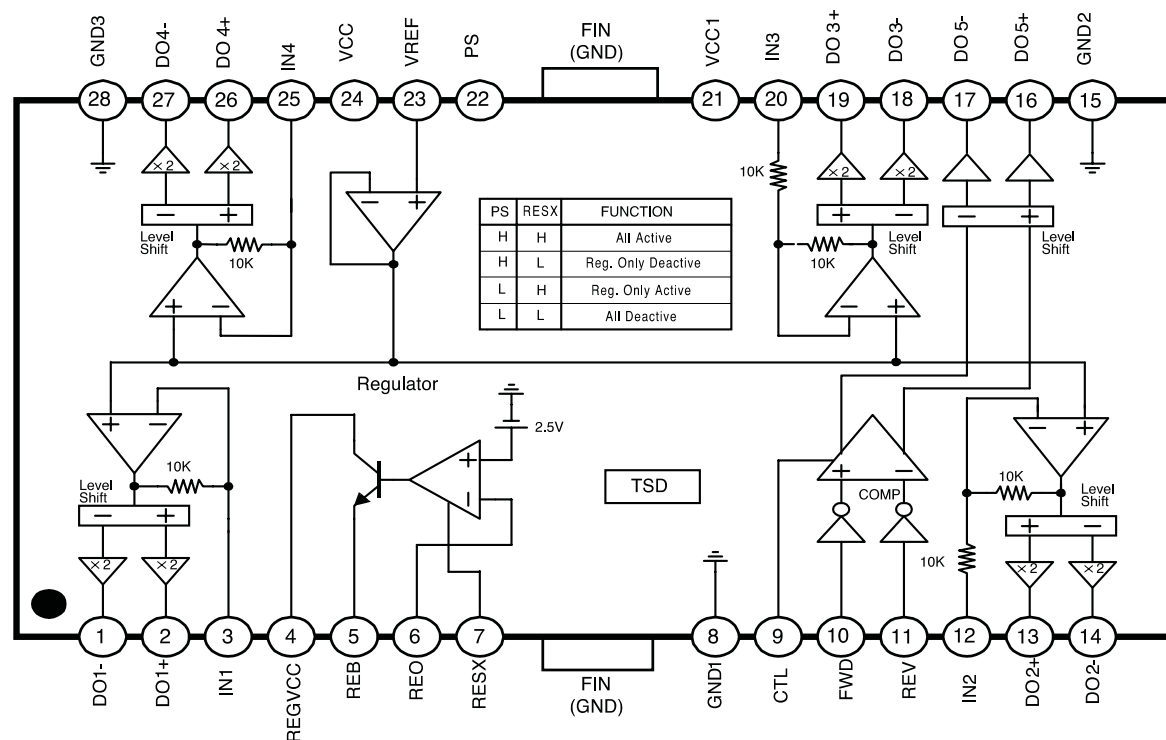 GND3 DO4- DO4+ IN4 VCC VREF PS FIN (GND) VCC1 IN3 DO3+ DO3- DO5- DO5+ GND2
28 27 26 25 24 23 22 21 20 19 18 17 16 15
×2 ×2 10K ×2 ×2
− + − + − +
Level Shift 10K 10K Level Shift Level Shift
+ − − + − +
PS RESX FUNCTION
H H All Active
H L Reg. Only Deactive
L H Reg. Only Active
L L All Deactive
Regulator
+ − 2.5V − +
10K + − TSD + − 10K
Level Shift COMP Level Shift
− + 10K + −
×2 ×2 ×2 ×2
1 2 3 4 5 6 7 8 9 10 11 12 13 14
DO1- DO1+ IN1 REGVCC REB REO RESX FIN (GND) GND1 CTL FWD REV IN2 DO2+ DO2-